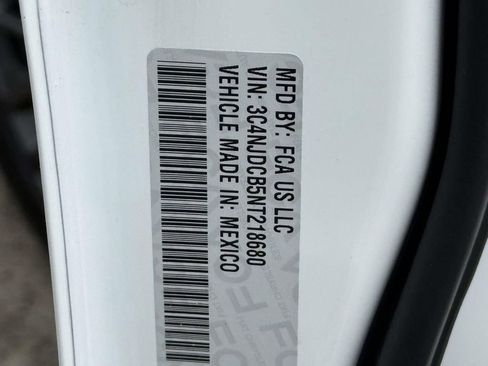 MFD BY: FCA US LLC
VIN: 3C4NJDCB5NT218680
VEHICLE MADE IN: MEXICO